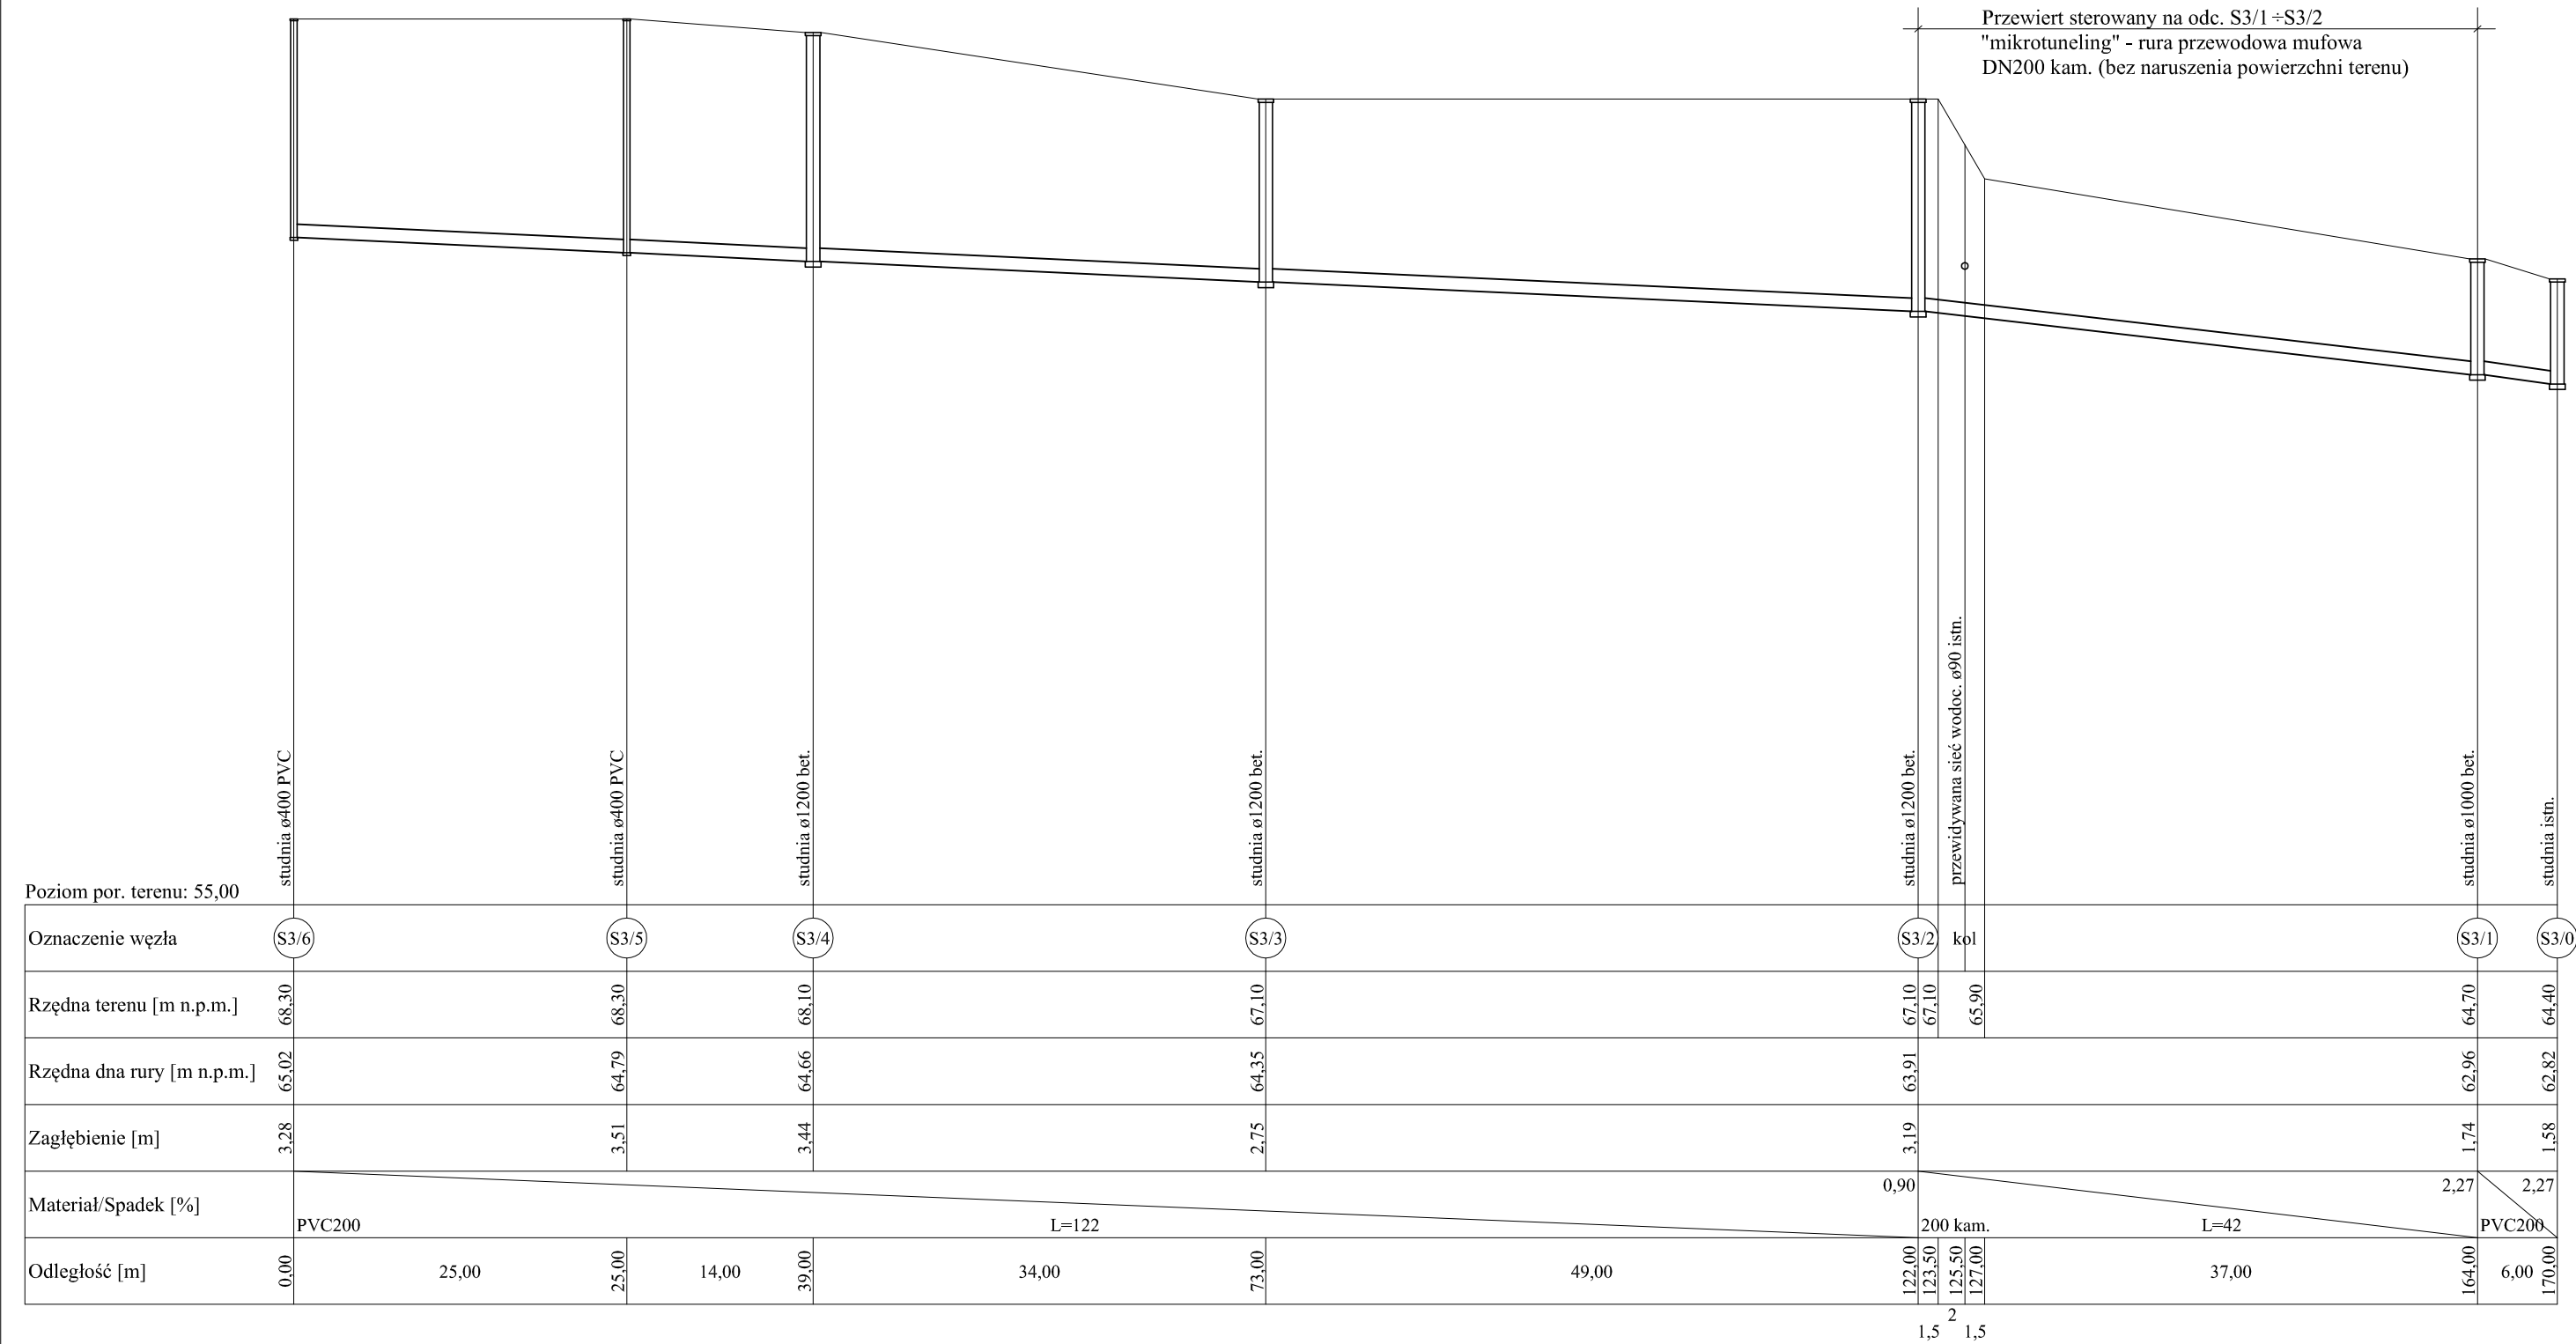 Przewiert sterowany na odc. S3/1÷S3/2
"mikrotuneling" - rura przewodowa mufowa
DN200 kam. (bez naruszenia powierzchni terenu)
studnia ø400 PVC
studnia ø400 PVC
studnia ø1200 bet.
studnia ø1200 bet.
studnia ø1200 bet.
przewidywana sieć wodoc. ø90 istn.
studnia ø1000 bet.
studnia istn.
Poziom por. terenu: 55,00
Oznaczenie węzła S3/6 S3/5 S3/4 S3/3 S3/2 kol S3/1 S3/0
Rzędna terenu [m n.p.m.] 68,30 68,30 68,10 67,10 67,10 67,10 65,90 64,70 64,40
Rzędna dna rury [m n.p.m.] 65,02 64,79 64,66 64,35 63,91 62,96 62,82
Zagłębienie [m] 3,28 3,51 3,44 2,75 3,19 1,74 1,58
0,90 2,27 2,27
Materiał/Spadek [%]
PVC200 L=122 200 kam. L=42 PVC200
Odległość [m] 0,00 25,00 25,00 14,00 39,00 34,00 73,00 49,00 122,00 123,50 125,50 127,00 37,00 164,00 6,00 170,00
2
1,5 1,5